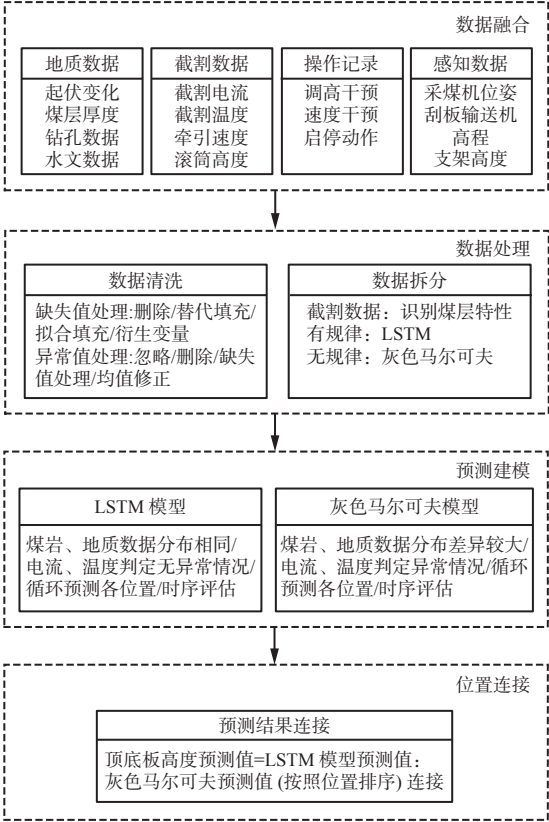 数据融合
地质数据
起伏变化
煤层厚度
钻孔数据
水文数据
截割数据
截割电流
截割温度
牵引速度
滚筒高度
操作记录
调高干预
速度干预
启停动作
感知数据
采煤机位姿
刮板输送机
高程
支架高度
数据处理
数据清洗
缺失值处理:删除/替代填充/
拟合填充/衍生变量
异常值处理:忽略/删除/缺失
值处理/均值修正
数据拆分
截割数据：识别煤层特性
有规律：LSTM
无规律：灰色马尔可夫
预测建模
LSTM 模型
煤岩、地质数据分布相同/
电流、温度判定无异常情况/
循环预测各位置/时序评估
灰色马尔可夫模型
煤岩、地质数据分布差异较大/
电流、温度判定异常情况/循环
预测各位置/时序评估
位置连接
预测结果连接
顶底板高度预测值=LSTM 模型预测值：
灰色马尔可夫预测值 (按照位置排序) 连接